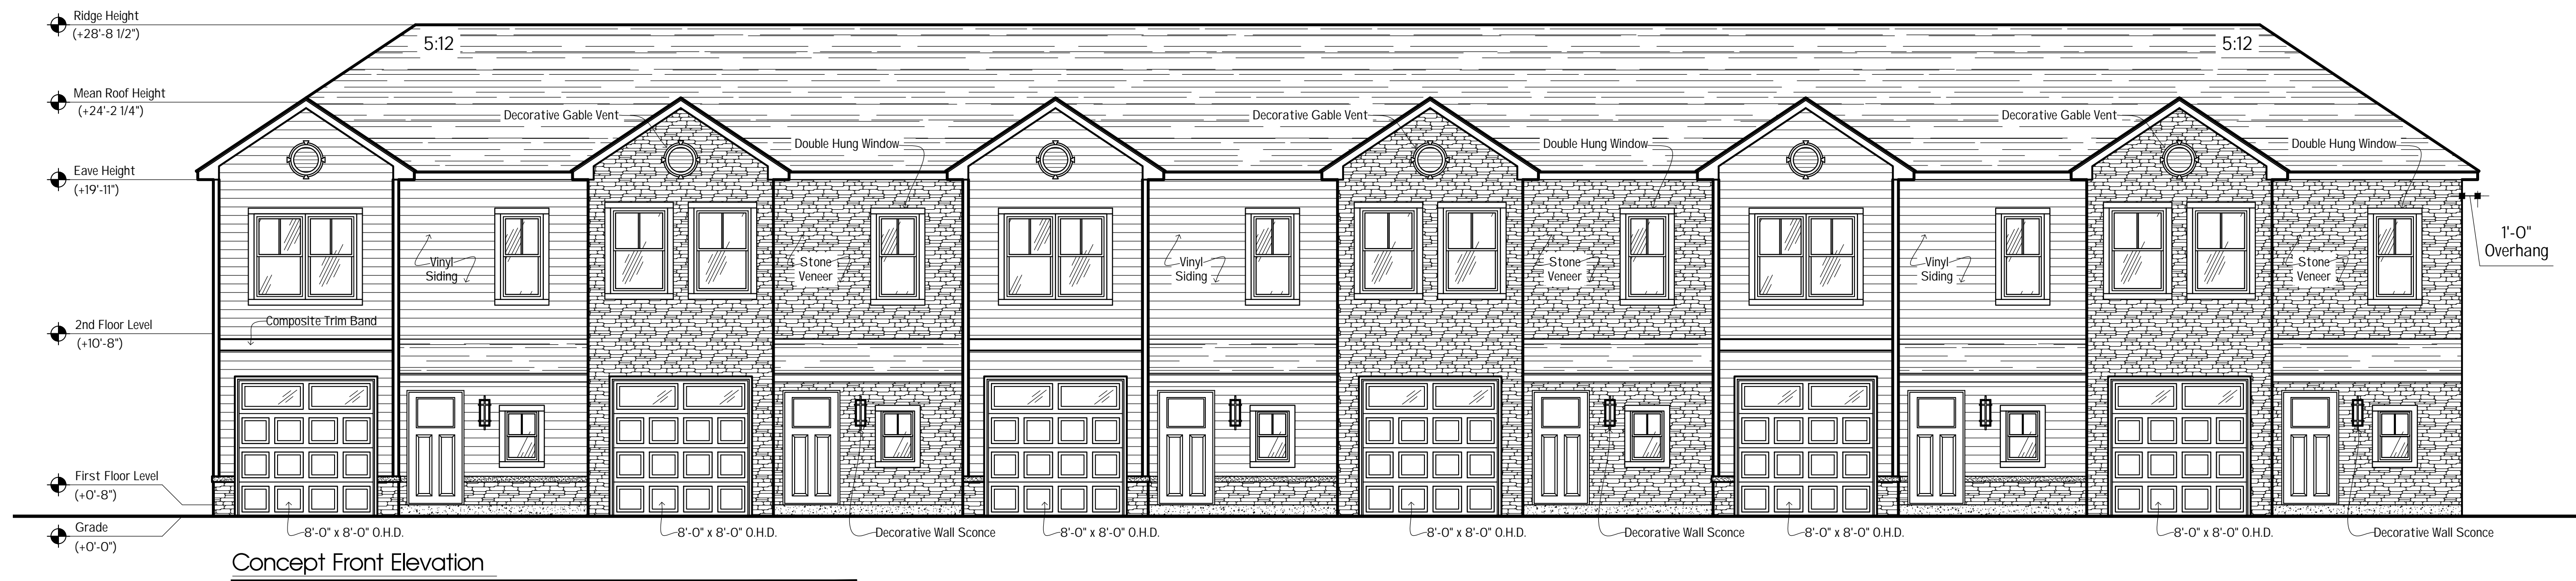 Ridge Height
(+28'-8 1/2")
5:12
5:12
Mean Roof Height
(+24'-2 1/4")
Decorative Gable Vent
Decorative Gable Vent
Decorative Gable Vent
Double Hung Window
Double Hung Window
Double Hung Window
Eave Height
(+19'-11")
1'-0"
Overhang
Vinyl
Siding
Stone
Veneer
Vinyl
Siding
Stone
Veneer
Vinyl
Siding
Stone
Veneer
2nd Floor Level
(+10'-8")
Composite Trim Band
First Floor Level
(+0'-8")
Grade
(+0'-0")
8'-0" x 8'-0" O.H.D.
8'-0" x 8'-0" O.H.D.
Decorative Wall Sconce
8'-0" x 8'-0" O.H.D.
8'-0" x 8'-0" O.H.D.
Decorative Wall Sconce
8'-0" x 8'-0" O.H.D.
8'-0" x 8'-0" O.H.D.
Decorative Wall Sconce
Concept Front Elevation